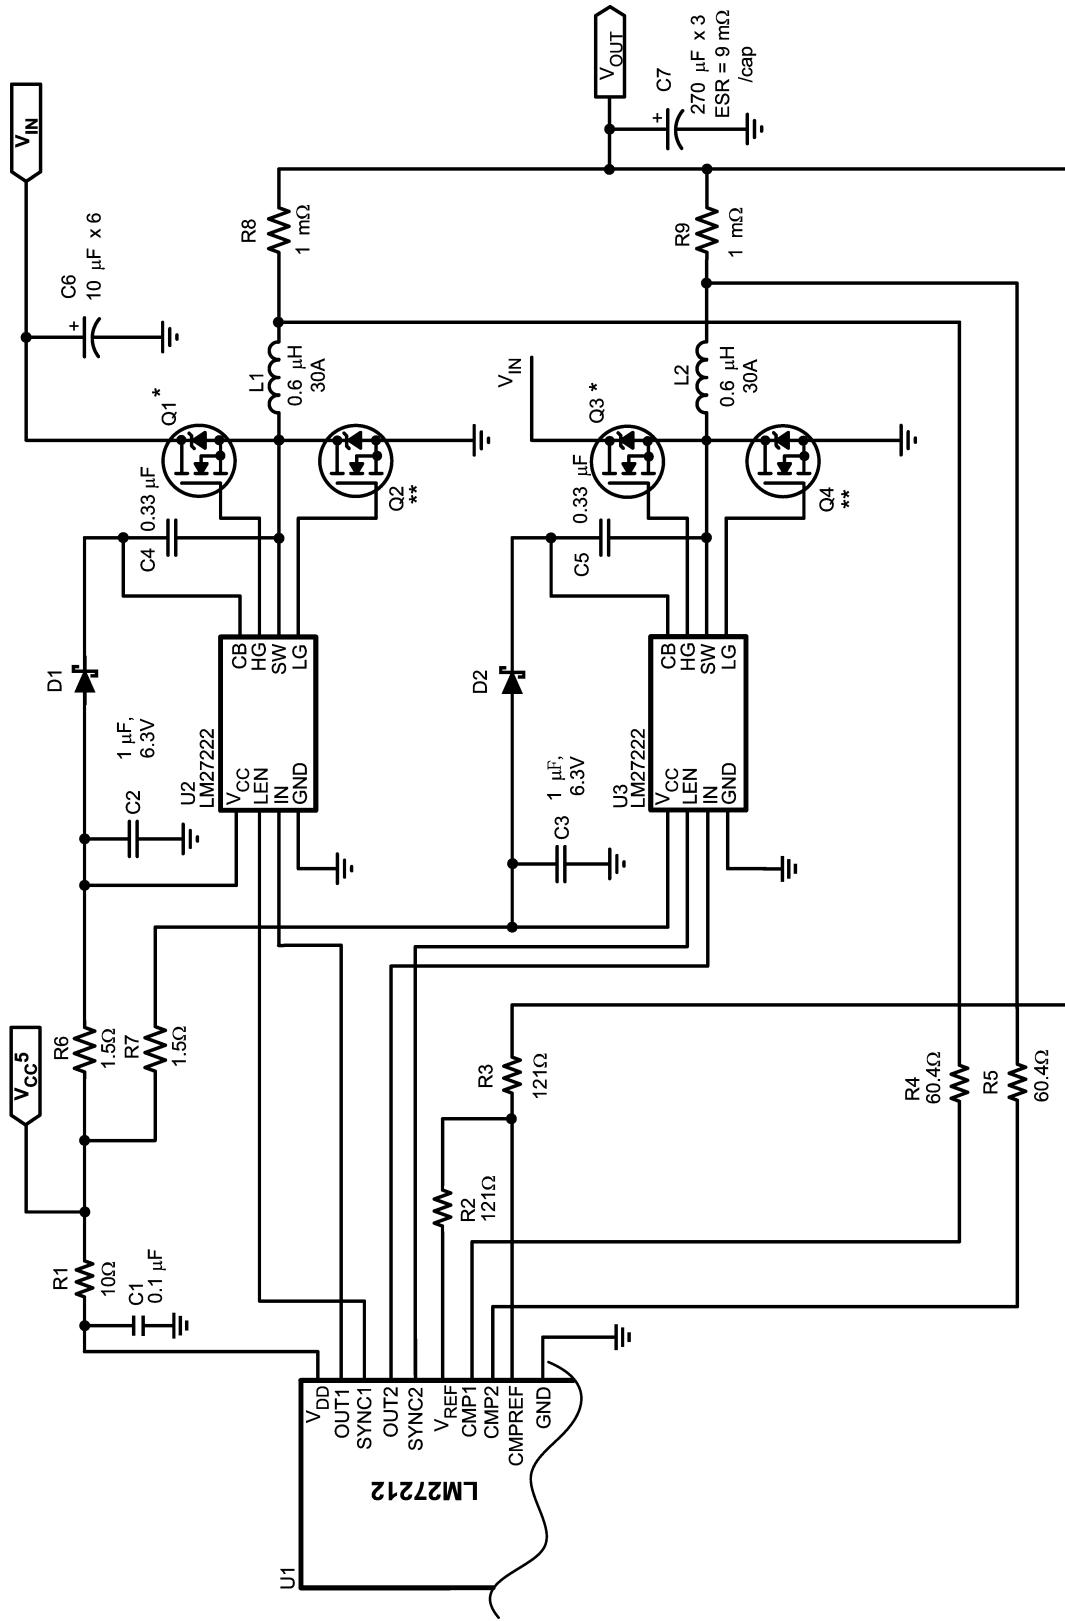 U1
LM27212
VDD
OUT1
SYNC1
OUT2
SYNC2
VREF
CMP1
CMP2
CMPREF
GND
R1
10Ω
C1
0.1 μF
VCC5
R6
1.5Ω
R7
1.5Ω
R2
121Ω
R3
121Ω
R4
60.4Ω
R5
60.4Ω
C2
1 μF,
6.3V
D1
U2
LM27222
VCC
LEN
IN
GND
CB
HG
SW
LG
C4
0.33 μF
Q1 *
Q2
**
L1
0.6 μH
30A
C6
10 μF x 6
VIN
R8
1 mΩ
C3
1 μF,
6.3V
D2
U3
LM27222
VCC
LEN
IN
GND
CB
HG
SW
LG
C5
0.33 μF
VIN
Q3 *
Q4
**
L2
0.6 μH
30A
R9
1 mΩ
VOUT
C7
270 μF x 3
ESR = 9 mΩ
/cap
+
+